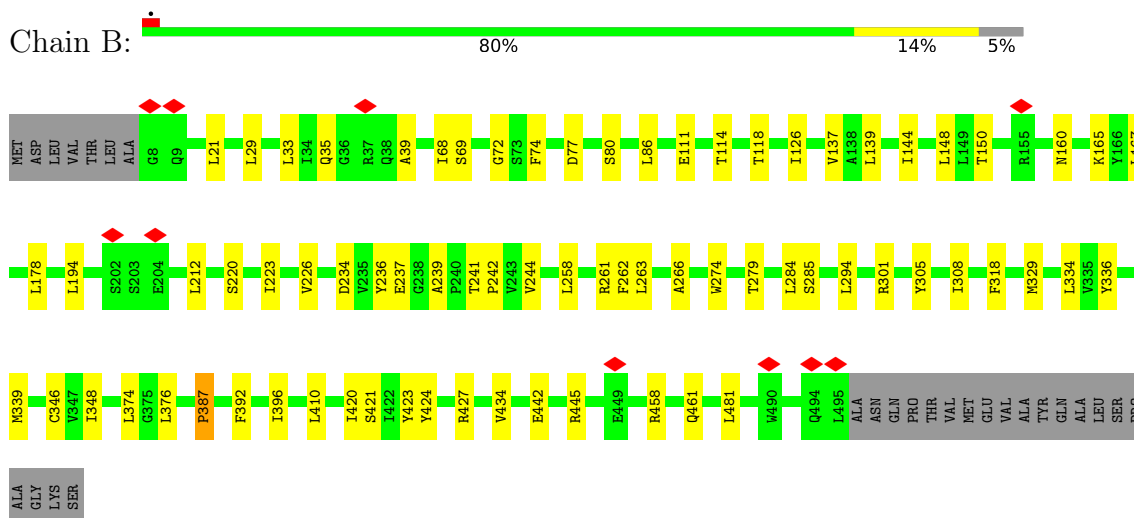 Chain B:
•
80% 14% 5%
MET ASP LEU VAL THR LEU ALA G8 Q9 L21 L29 L33 I34 Q35 G36 R37 Q38 A39 I68 S69 G72 S73 F74 D77 S80 L86 E111 T114 T118 I126 V137 A138 L139 I144 L148 L149 T150 R155 N160 K165 Y166
L178 L194 S202 S203 E204 L212 S220 I223 V226 D234 V235 Y236 E237 G238 A239 P240 T241 P242 V243 V244 L258 R261 F262 L263 A266 W274 T279 L284 S285 L294 R301 Y305 I308 F318 M329 L334 V335 Y336
M339 C346 V347 I348 L374 G375 L376 P387 F392 I396 L410 I420 S421 I422 Y423 Y424 R427 V434 E442 R445 E449 R458 Q461 L481 W490 Q494 L495 ALA ASN GLN PRO THR VAL MET GLU VAL ALA TYR GLN ALA LEU SER
ALA GLY LYS SER